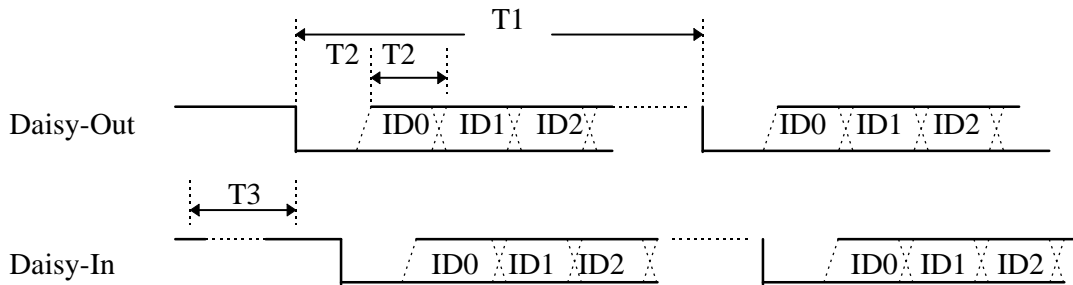 T1
T2 T2
Daisy-Out ID0 ID1 ID2 ID0 ID1 ID2
T3
Daisy-In ID0 ID1 ID2 ID0 ID1 ID2